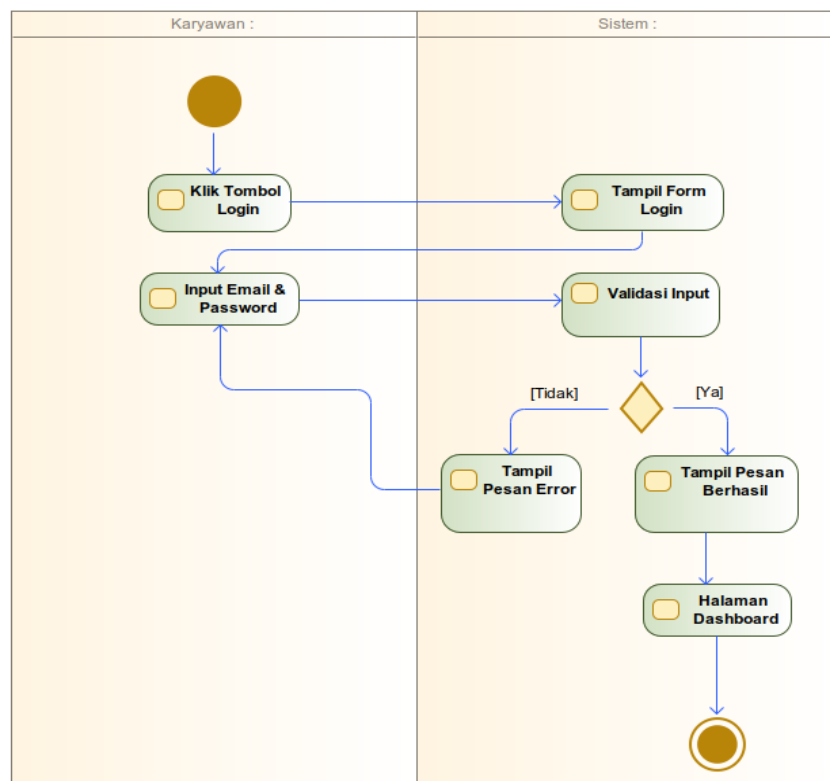 Karyawan :
Sistem :
Klik Tombol
Login
Tampil Form
Login
Input Email &
Password
Validasi Input
[Tidak]
[Ya]
Tampil
Pesan Error
Tampil Pesan
Berhasil
Halaman
Dashboard